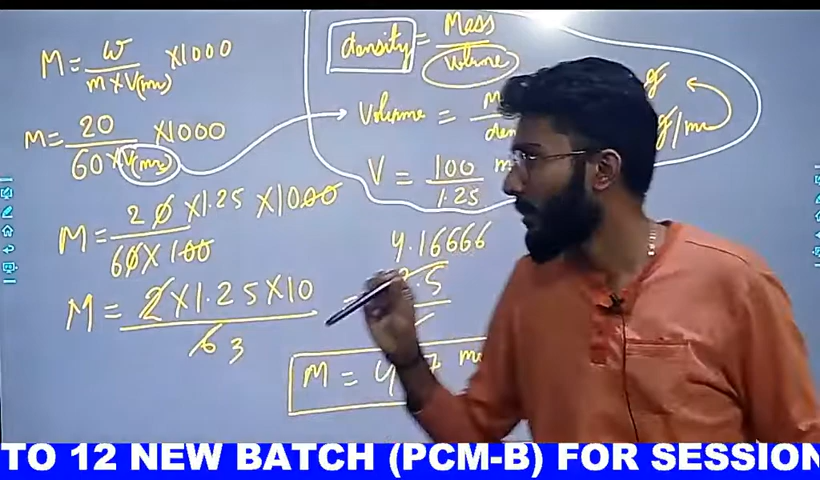 M = w / m × V(ml) × 1000
density = Mass / Volume
Volume =
M = 20 / 60 × V(ml) × 1000
V = 100 / 1.25
M = 20 × 1.25 × 1000 / 60 × 100
4.16666
M = 2 × 1.25 × 10 / 6 3
M = 4
TO 12 NEW BATCH (PCM-B) FOR SESSION